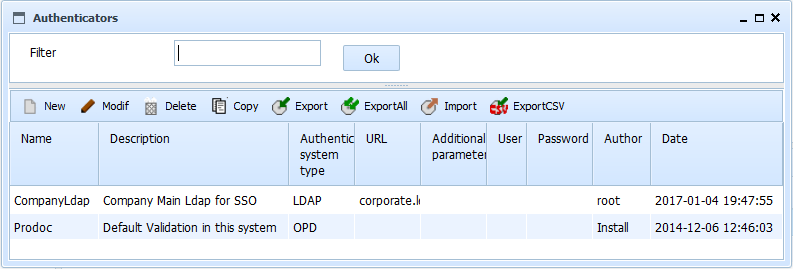 Authenticators
Filter
Ok
New Modif Delete Copy Export ExportAll Import ExportCSV
Name Description Authentic system type URL Additional parameter User Password Author Date
CompanyLdap Company Main Ldap for SSO LDAP corporate.l root 2017-01-04 19:47:55
Prodoc Default Validation in this system OPD Install 2014-12-06 12:46:03